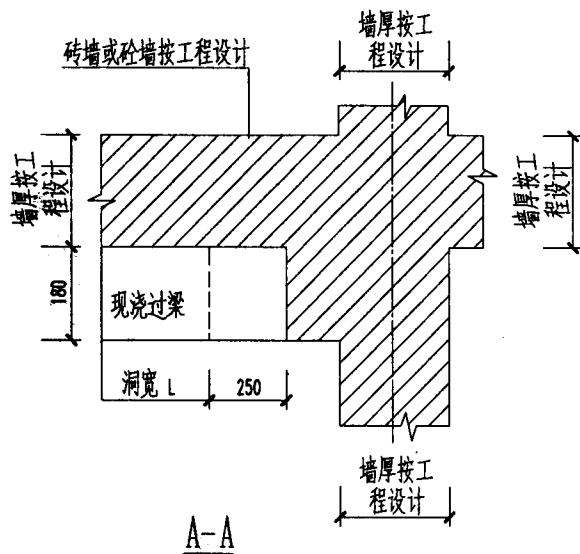 墙厚按工
程设计
砖墙或砼墙按工程设计
墙厚按工
程设计
墙厚按工
程设计
180
现浇过梁
洞宽 L
250
墙厚按工
程设计
A-A